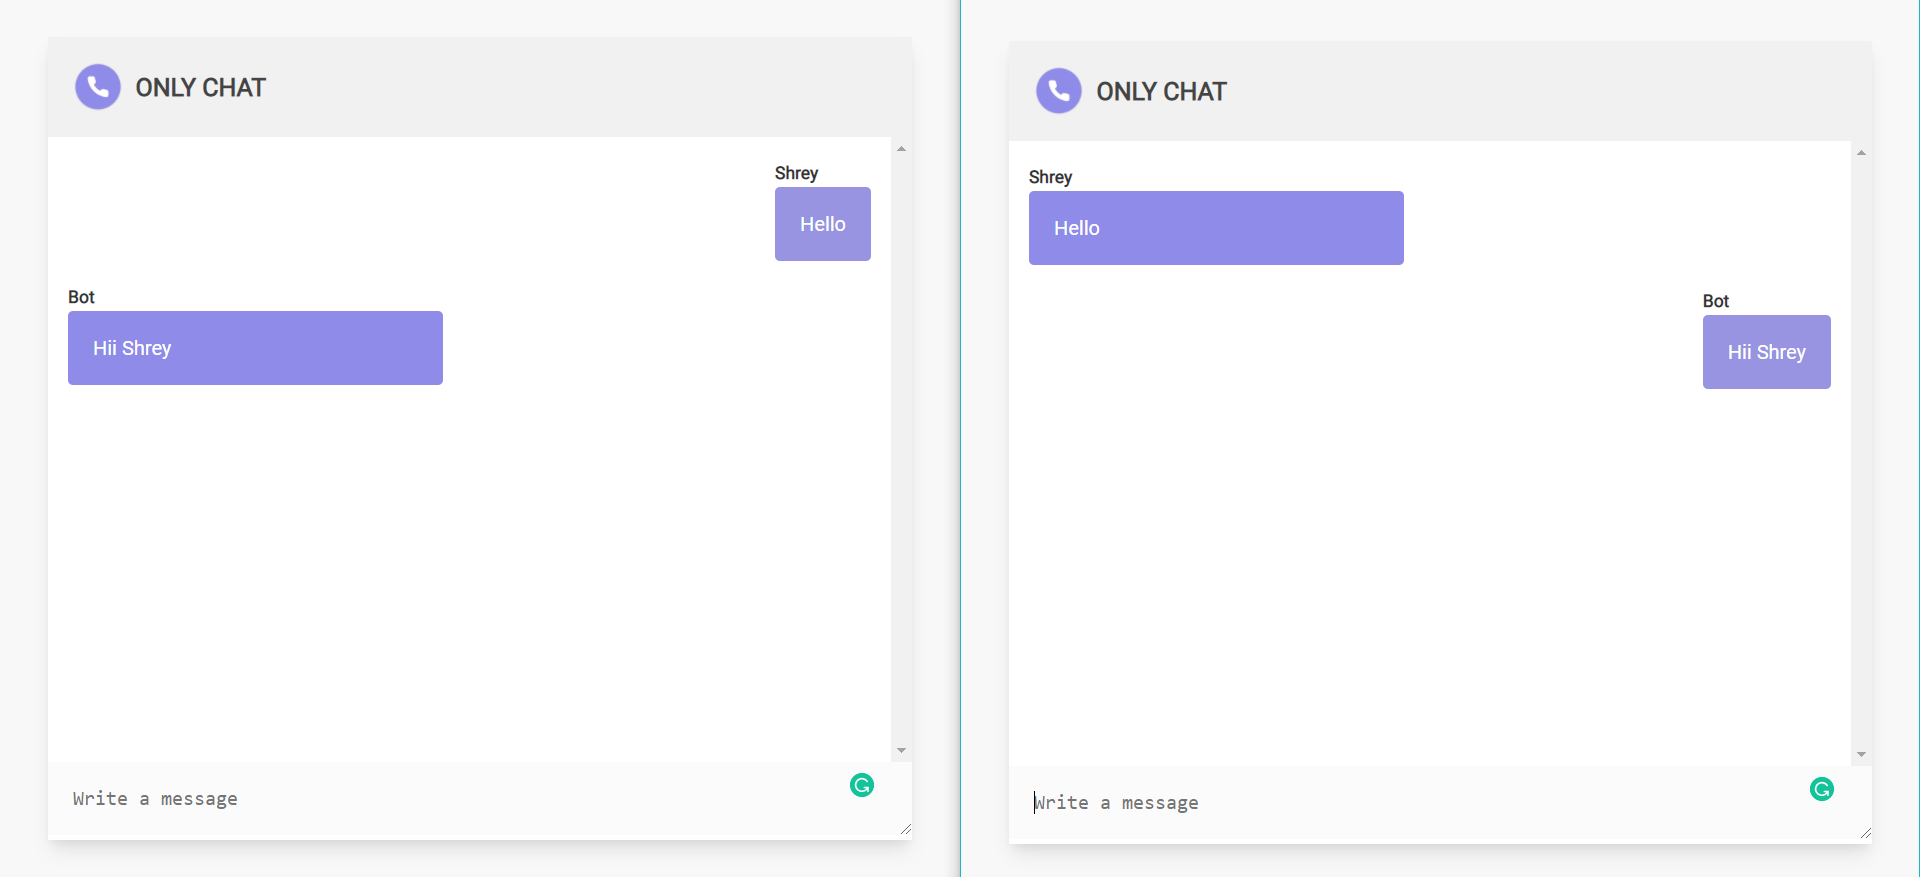 ONLY CHAT
Shrey
Hello
Bot
Hii Shrey
Write a message
ONLY CHAT
Shrey
Hello
Bot
Hii Shrey
Write a message